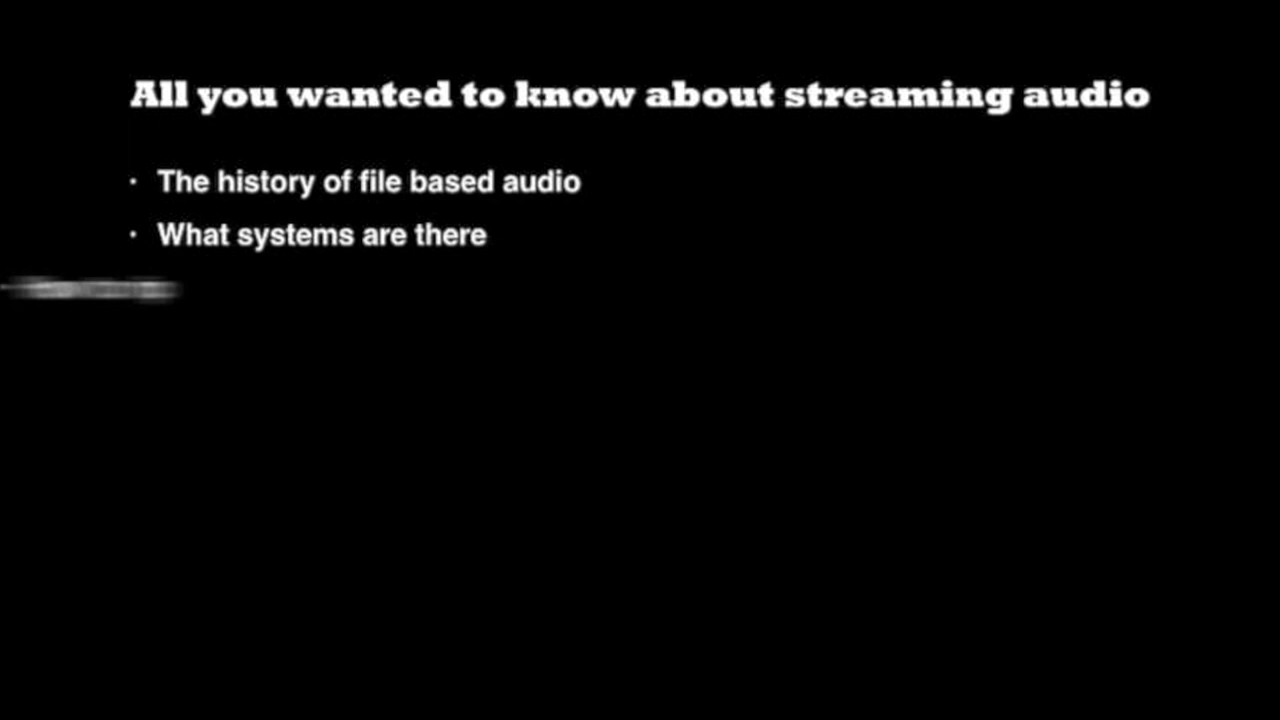 All you wanted to know about streaming audio
· The history of file based audio
· What systems are there